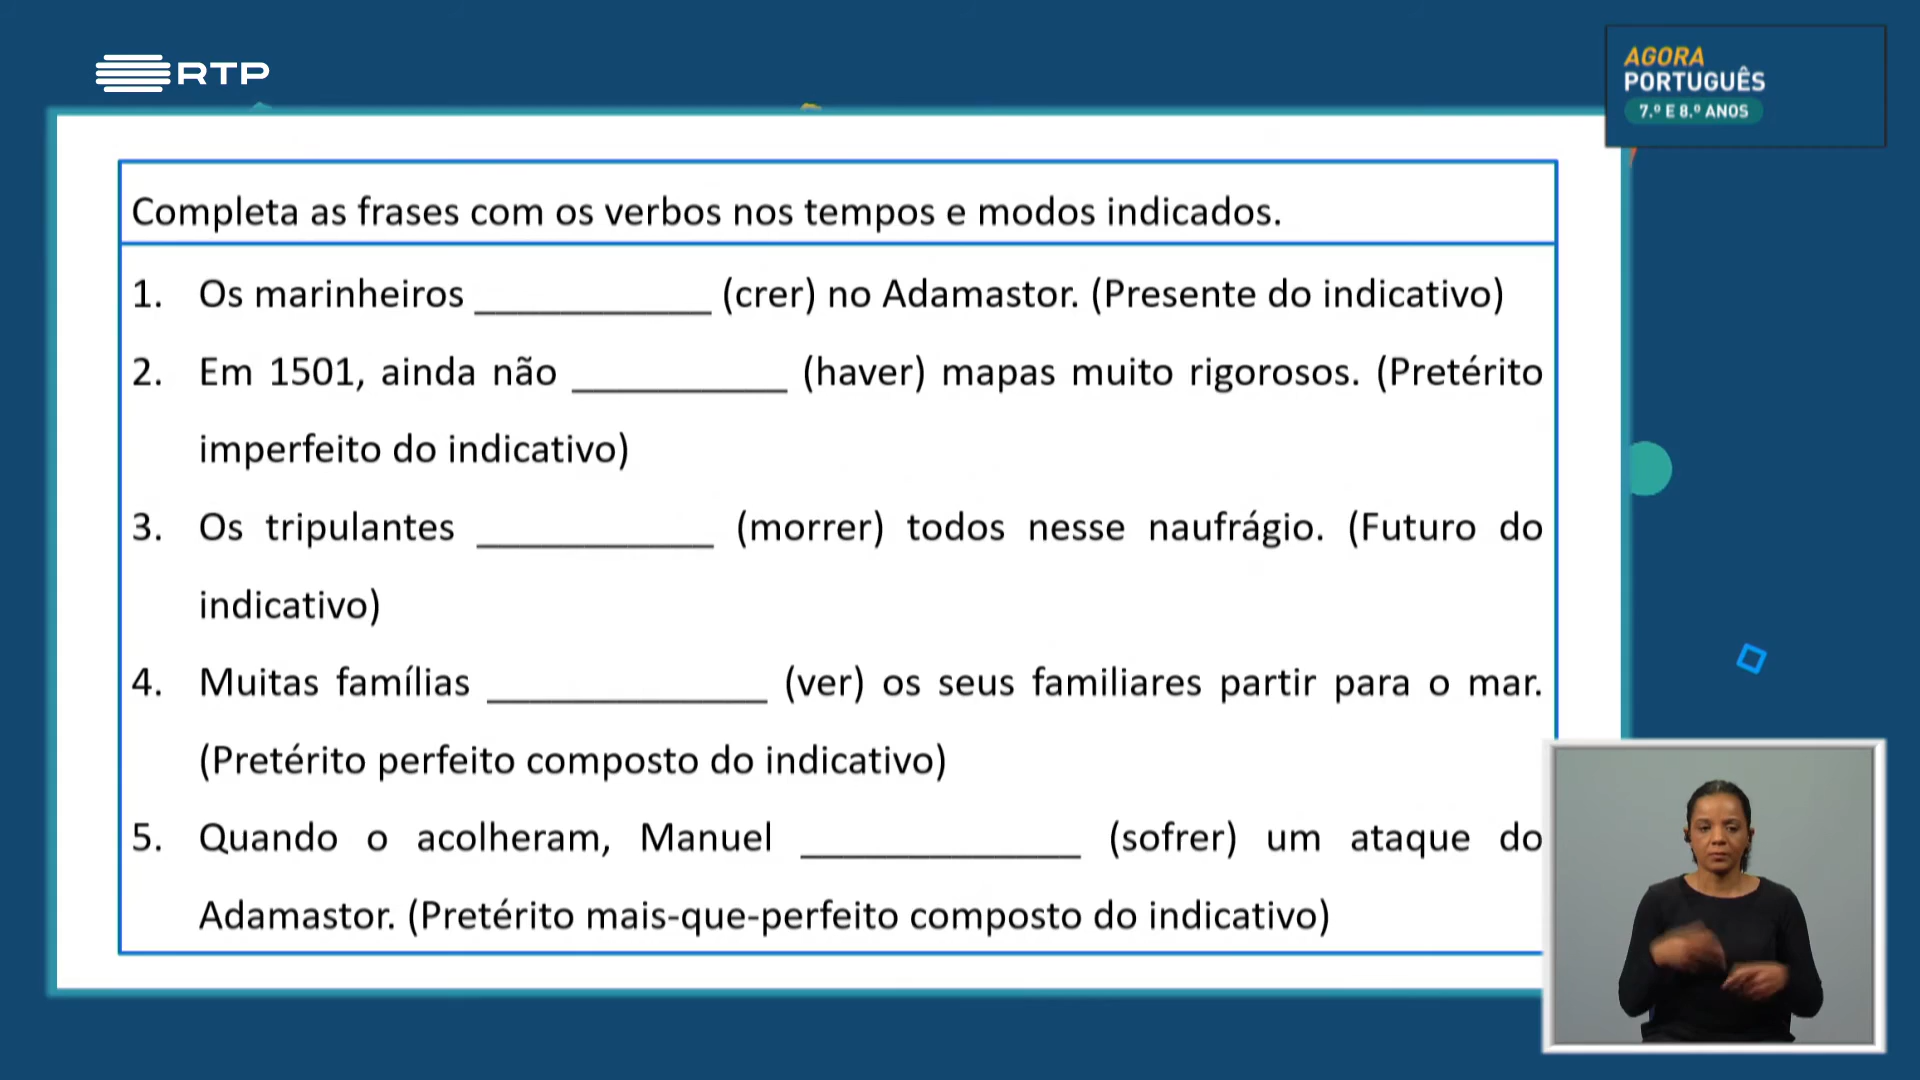 RTP
AGORA
PORTUGUÊS
7.º E 8.º ANOS
Completa as frases com os verbos nos tempos e modos indicados.
1. Os marinheiros ___________ (crer) no Adamastor. (Presente do indicativo)
2. Em 1501, ainda não __________ (haver) mapas muito rigorosos. (Pretérito
imperfeito do indicativo)
3. Os tripulantes ___________ (morrer) todos nesse naufrágio. (Futuro do
indicativo)
4. Muitas famílias _____________ (ver) os seus familiares partir para o mar.
(Pretérito perfeito composto do indicativo)
5. Quando o acolheram, Manuel _____________ (sofrer) um ataque do
Adamastor. (Pretérito mais-que-perfeito composto do indicativo)